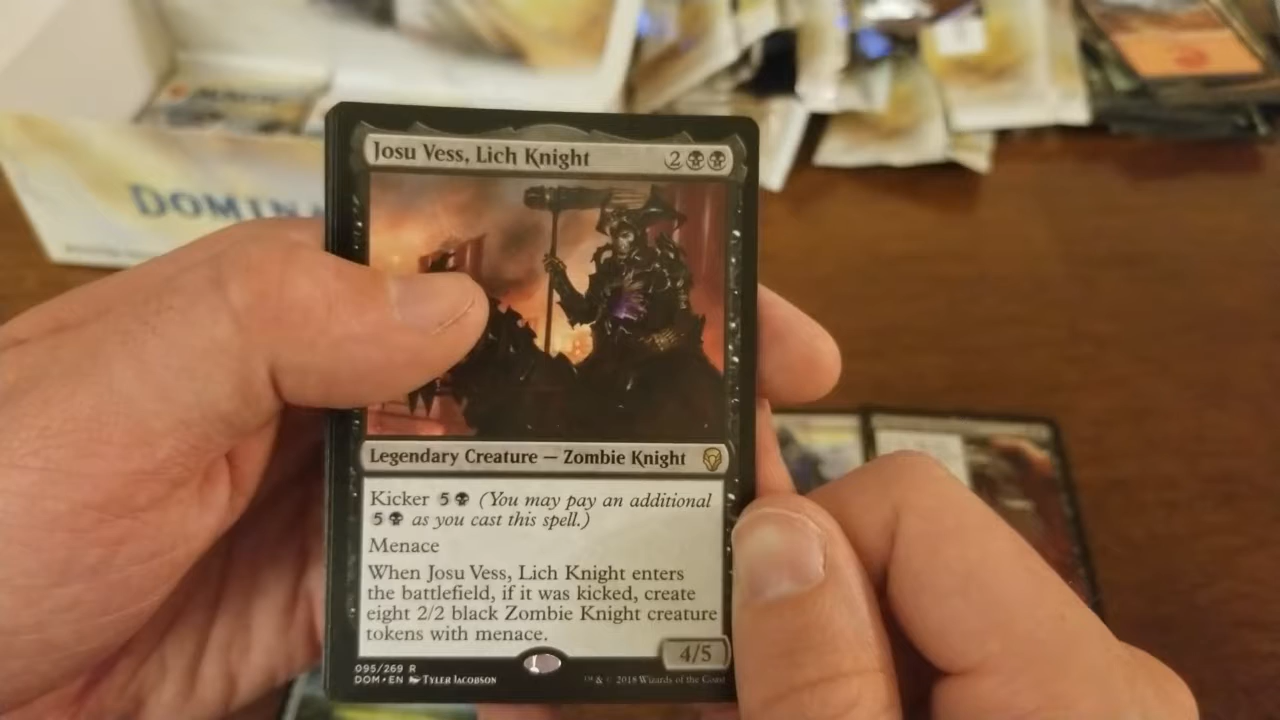 DOMIN
Josu Vess, Lich Knight 2
Legendary Creature — Zombie Knight
Kicker 5 (You may pay an additional
5 as you cast this spell.)
Menace
When Josu Vess, Lich Knight enters
the battlefield, if it was kicked, create
eight 2/2 black Zombie Knight creature
tokens with menace.
4/5
095/269 R
DOM • EN Tyler Jacobson
™ & © 2018 Wizards of the Coast